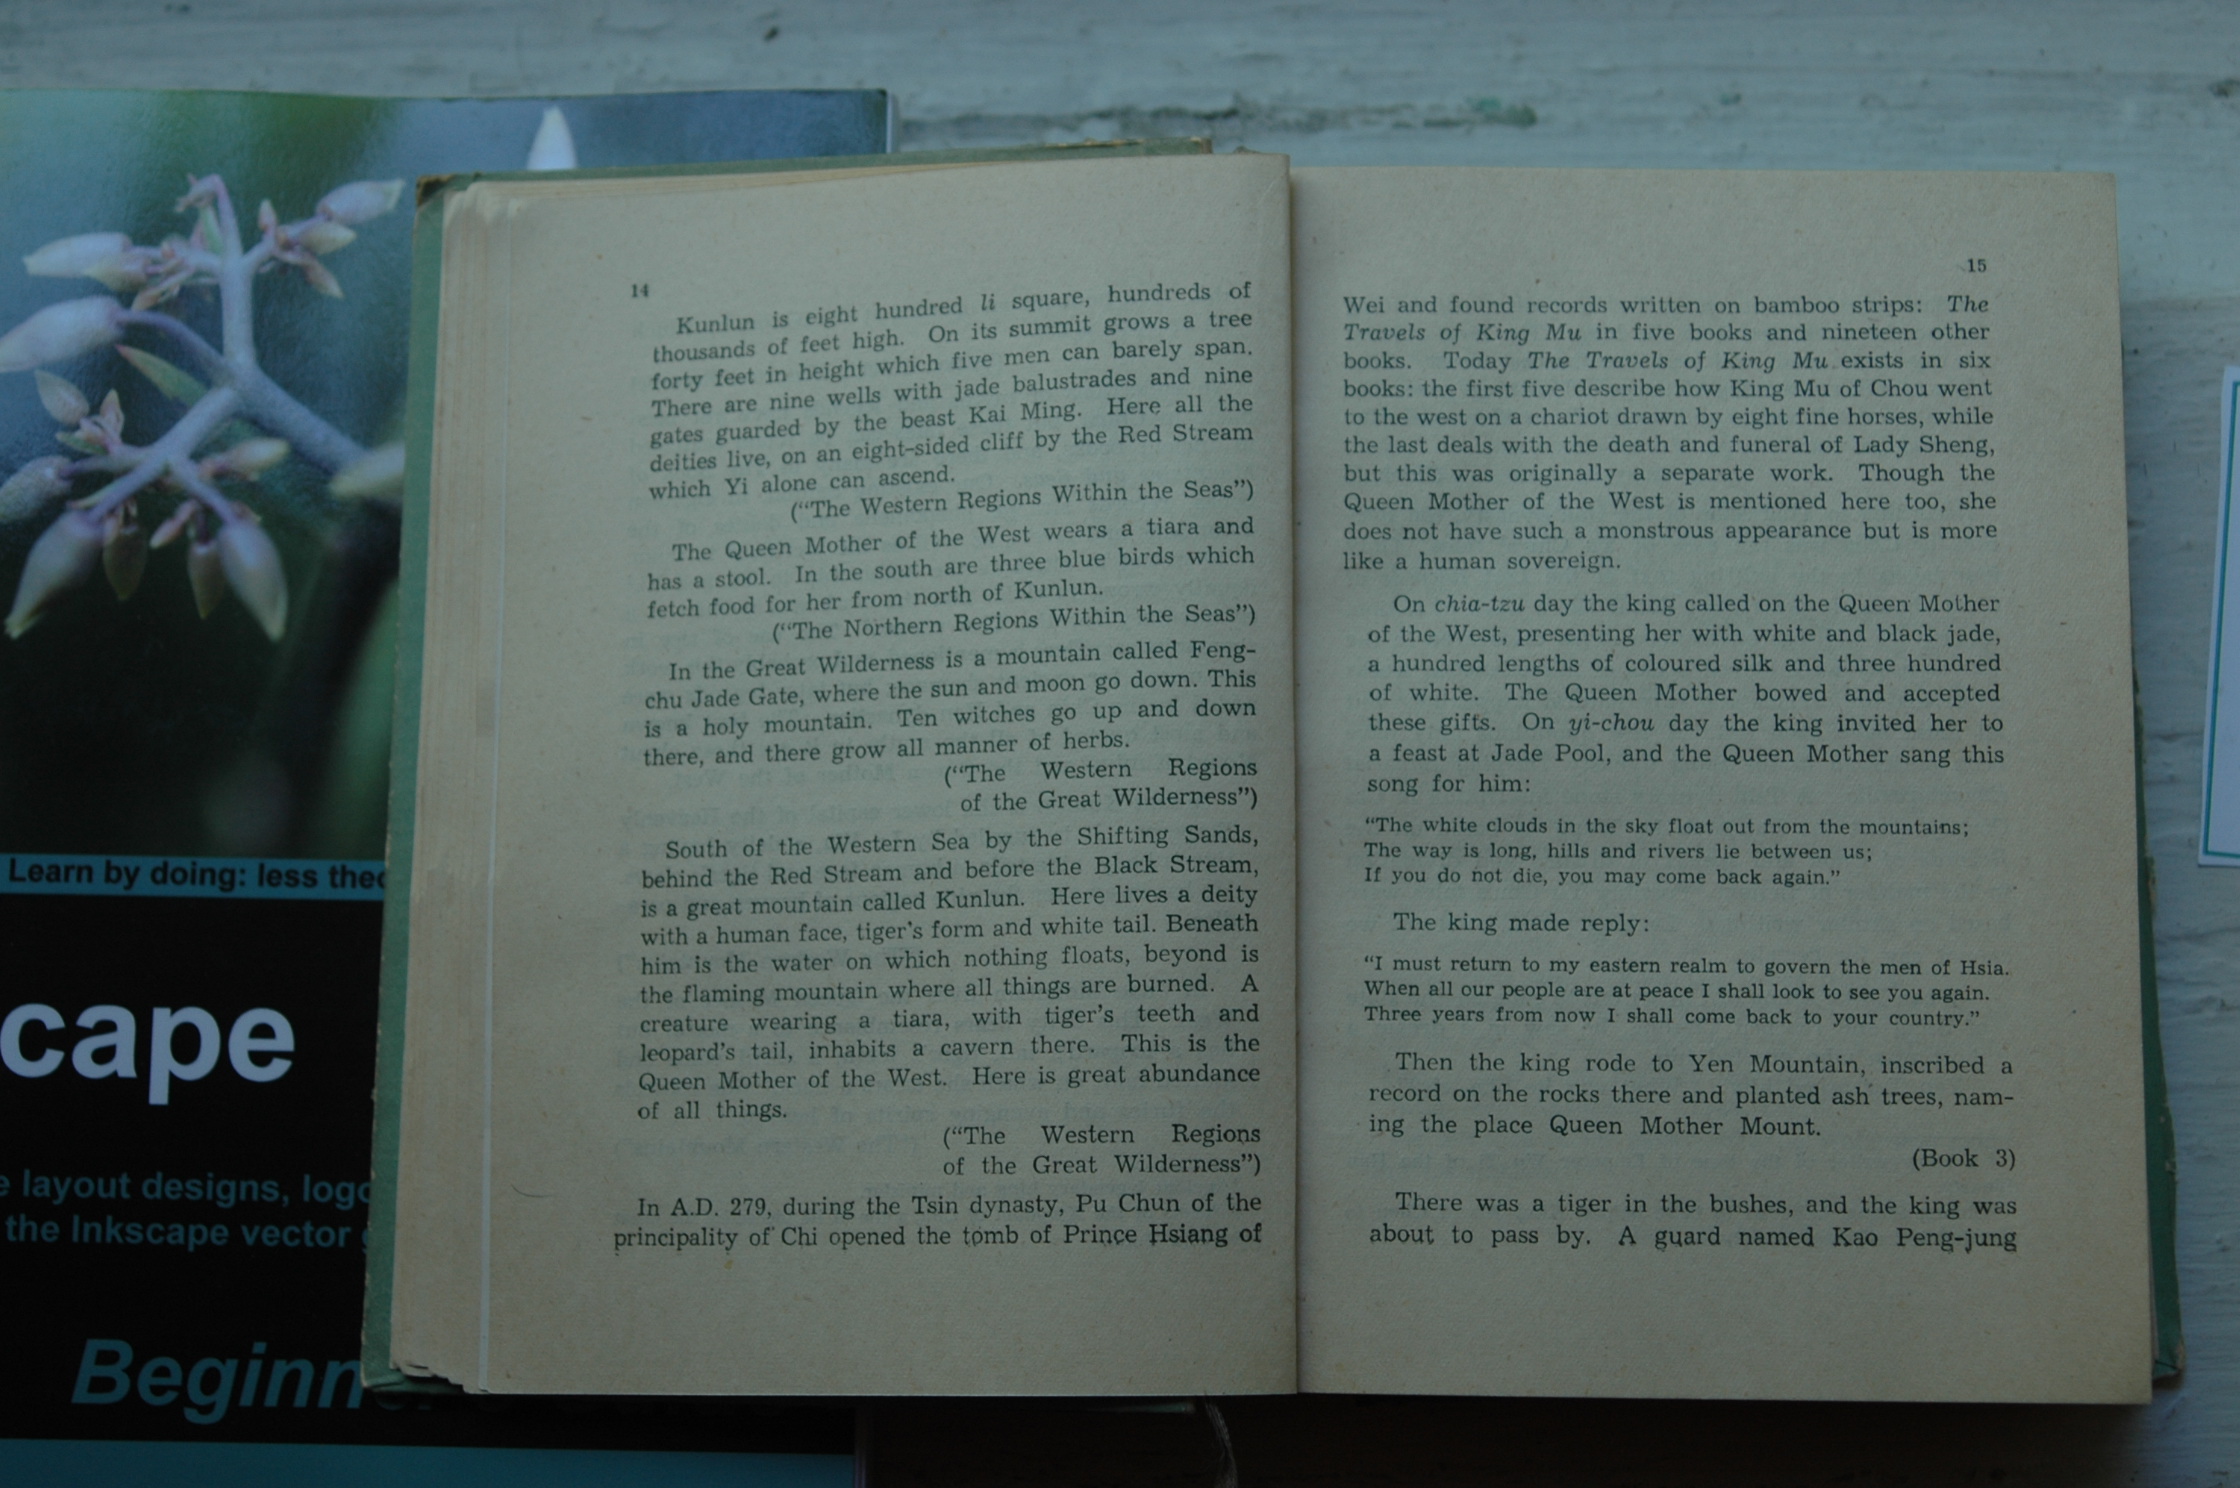 14
Kunlun is eight hundred li square, hundreds of
thousands of feet high. On its summit grows a tree
forty feet in height which five men can barely span.
There are nine wells with jade balustrades and nine
gates guarded by the beast Kai Ming. Here all the
deities live, on an eight-sided cliff by the Red Stream
which Yi alone can ascend.
(“The Western Regions Within the Seas”)
The Queen Mother of the West wears a tiara and
has a stool. In the south are three blue birds which
fetch food for her from north of Kunlun.
(“The Northern Regions Within the Seas”)
In the Great Wilderness is a mountain called Feng-
chu Jade Gate, where the sun and moon go down. This
is a holy mountain. Ten witches go up and down
there, and there grow all manner of herbs.
(“The Western Regions
of the Great Wilderness”)
South of the Western Sea by the Shifting Sands,
behind the Red Stream and before the Black Stream,
is a great mountain called Kunlun. Here lives a deity
with a human face, tiger's form and white tail. Beneath
him is the water on which nothing floats, beyond is
the flaming mountain where all things are burned. A
creature wearing a tiara, with tiger's teeth and
leopard's tail, inhabits a cavern there. This is the
Queen Mother of the West. Here is great abundance
of all things.
(“The Western Regions
of the Great Wilderness”)
In A.D. 279, during the Tsin dynasty, Pu Chun of the
principality of Chi opened the tomb of Prince Hsiang of
15
Wei and found records written on bamboo strips: The
Travels of King Mu in five books and nineteen other
books. Today The Travels of King Mu exists in six
books: the first five describe how King Mu of Chou went
to the west on a chariot drawn by eight fine horses, while
the last deals with the death and funeral of Lady Sheng,
but this was originally a separate work. Though the
Queen Mother of the West is mentioned here too, she
does not have such a monstrous appearance but is more
like a human sovereign.
On chia-tzu day the king called on the Queen Mother
of the West, presenting her with white and black jade,
a hundred lengths of coloured silk and three hundred
of white. The Queen Mother bowed and accepted
these gifts. On yi-chou day the king invited her to
a feast at Jade Pool, and the Queen Mother sang this
song for him:
“The white clouds in the sky float out from the mountains;
The way is long, hills and rivers lie between us;
If you do not die, you may come back again.”
The king made reply:
“I must return to my eastern realm to govern the men of Hsia.
When all our people are at peace I shall look to see you again.
Three years from now I shall come back to your country.”
Then the king rode to Yen Mountain, inscribed a
record on the rocks there and planted ash trees, nam-
ing the place Queen Mother Mount.
(Book 3)
There was a tiger in the bushes, and the king was
about to pass by. A guard named Kao Peng-jung
Learn by doing: less
cape
layout designs,
the Inkscape vector
Beginn